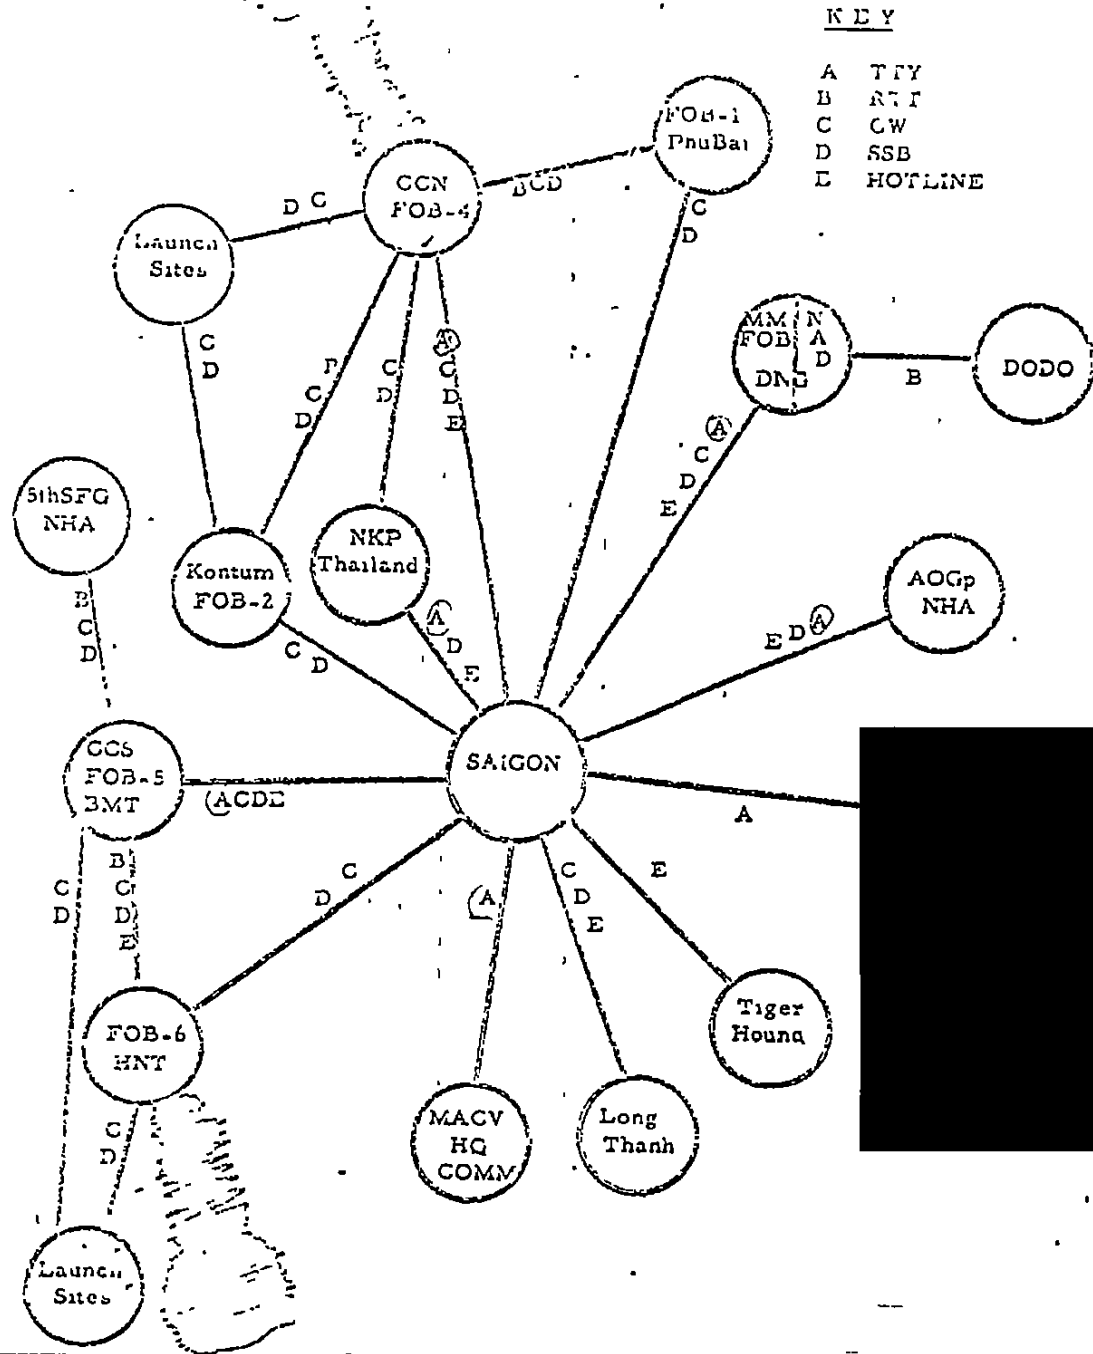 KEY
A TTY
B RTT
C CW
D SSB
E HOTLINE
FOB-1
PhuBai
CCN
FOB-4
BCD
D C
Launch
Sites
C
D
C
D
MM
FOB
DNG
N
A
D
B
DODO
B
C
D
C
D
A
C
D
E
A
C
D
E
5thSFG
NHA
B
C
D
Kontum
FOB-2
NKP
Thailand
C D
A
D
E
E D A
AOGp
NHA
CCS
FOB-5
BMT
ACDE
SAIGON
A
B
C
D
E
C
D
D C
A
C
D
E
E
FOB-6
HNT
C
D
Tiger
Hound
MACV
HQ
COMM
Long
Thanh
Launch
Sites